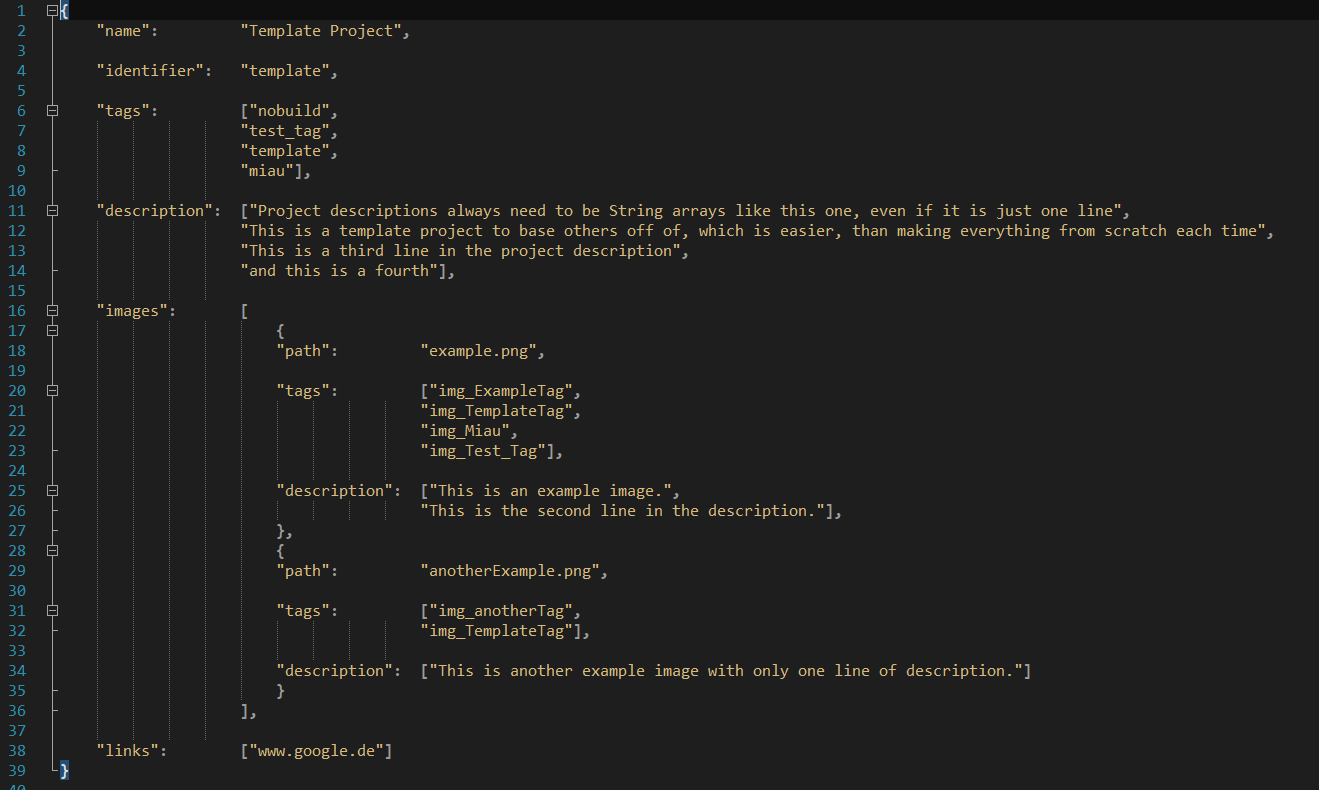 1 {
2 "name": "Template Project",
3
4 "identifier": "template",
5
6 "tags": ["nobuild",
7 "test_tag",
8 "template",
9 "miau"],
10
11 "description": ["Project descriptions always need to be String arrays like this one, even if it is just one line",
12 "This is a template project to base others off of, which is easier, than making everything from scratch each time",
13 "This is a third line in the project description",
14 "and this is a fourth"],
15
16 "images": [
17 {
18 "path": "example.png",
19
20 "tags": ["img_ExampleTag",
21 "img_TemplateTag",
22 "img_Miau",
23 "img_Test_Tag"],
24
25 "description": ["This is an example image.",
26 "This is the second line in the description."],
27 },
28 {
29 "path": "anotherExample.png",
30
31 "tags": ["img_anotherTag",
32 "img_TemplateTag"],
33
34 "description": ["This is another example image with only one line of description."]
35 }
36 ],
37
38 "links": ["www.google.de"]
39 }
40